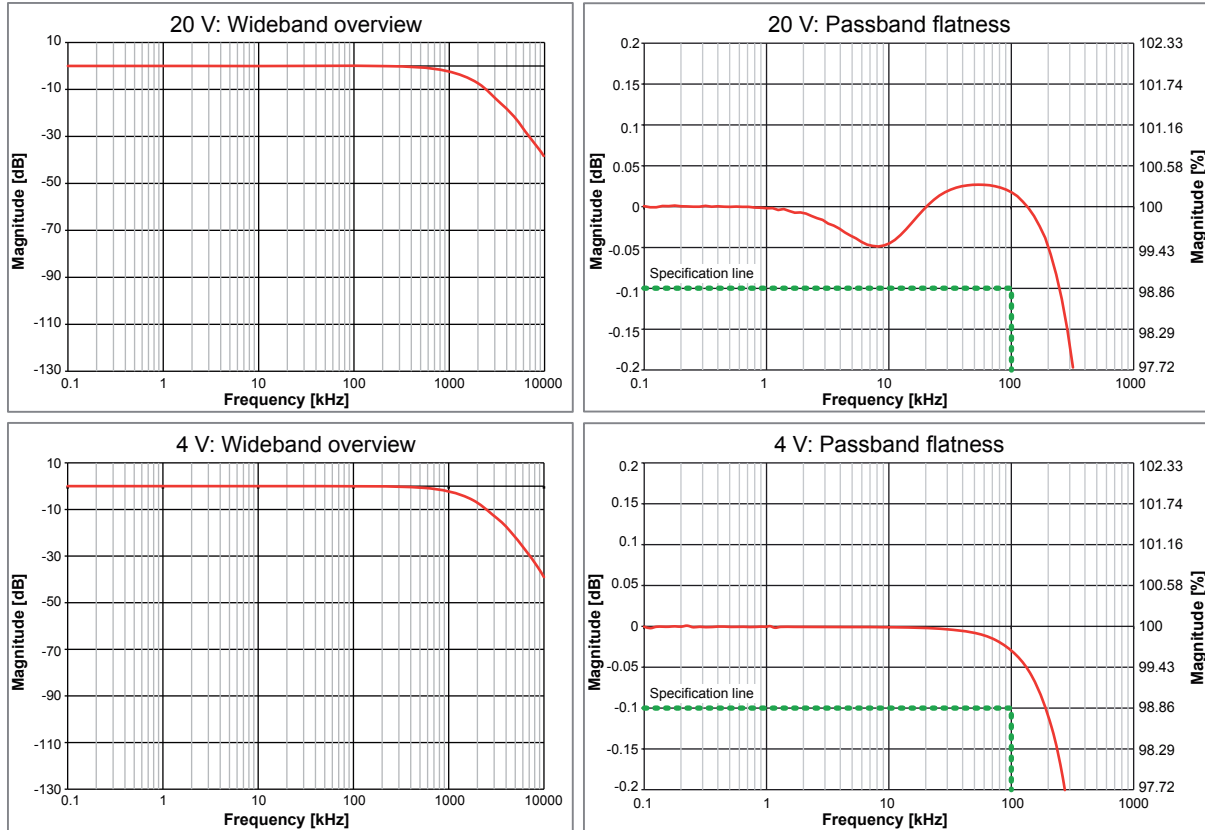 20 V: Wideband overview
Magnitude [dB]
10
-10
-30
-50
-70
-90
-110
-130
0.1 1 10 100 1000 10000
Frequency [kHz]
20 V: Passband flatness
Magnitude [dB]
0.2
0.15
0.1
0.05
0
-0.05
-0.1
-0.15
-0.2
Specification line
102.33
101.74
101.16
100.58
100
99.43
98.86
98.29
97.72
Magnitude [%]
0.1 1 10 100 1000
Frequency [kHz]
4 V: Wideband overview
Magnitude [dB]
10
-10
-30
-50
-70
-90
-110
-130
0.1 1 10 100 1000 10000
Frequency [kHz]
4 V: Passband flatness
Magnitude [dB]
0.2
0.15
0.1
0.05
0
-0.05
-0.1
-0.15
-0.2
Specification line
102.33
101.74
101.16
100.58
100
99.43
98.86
98.29
97.72
Magnitude [%]
0.1 1 10 100 1000
Frequency [kHz]